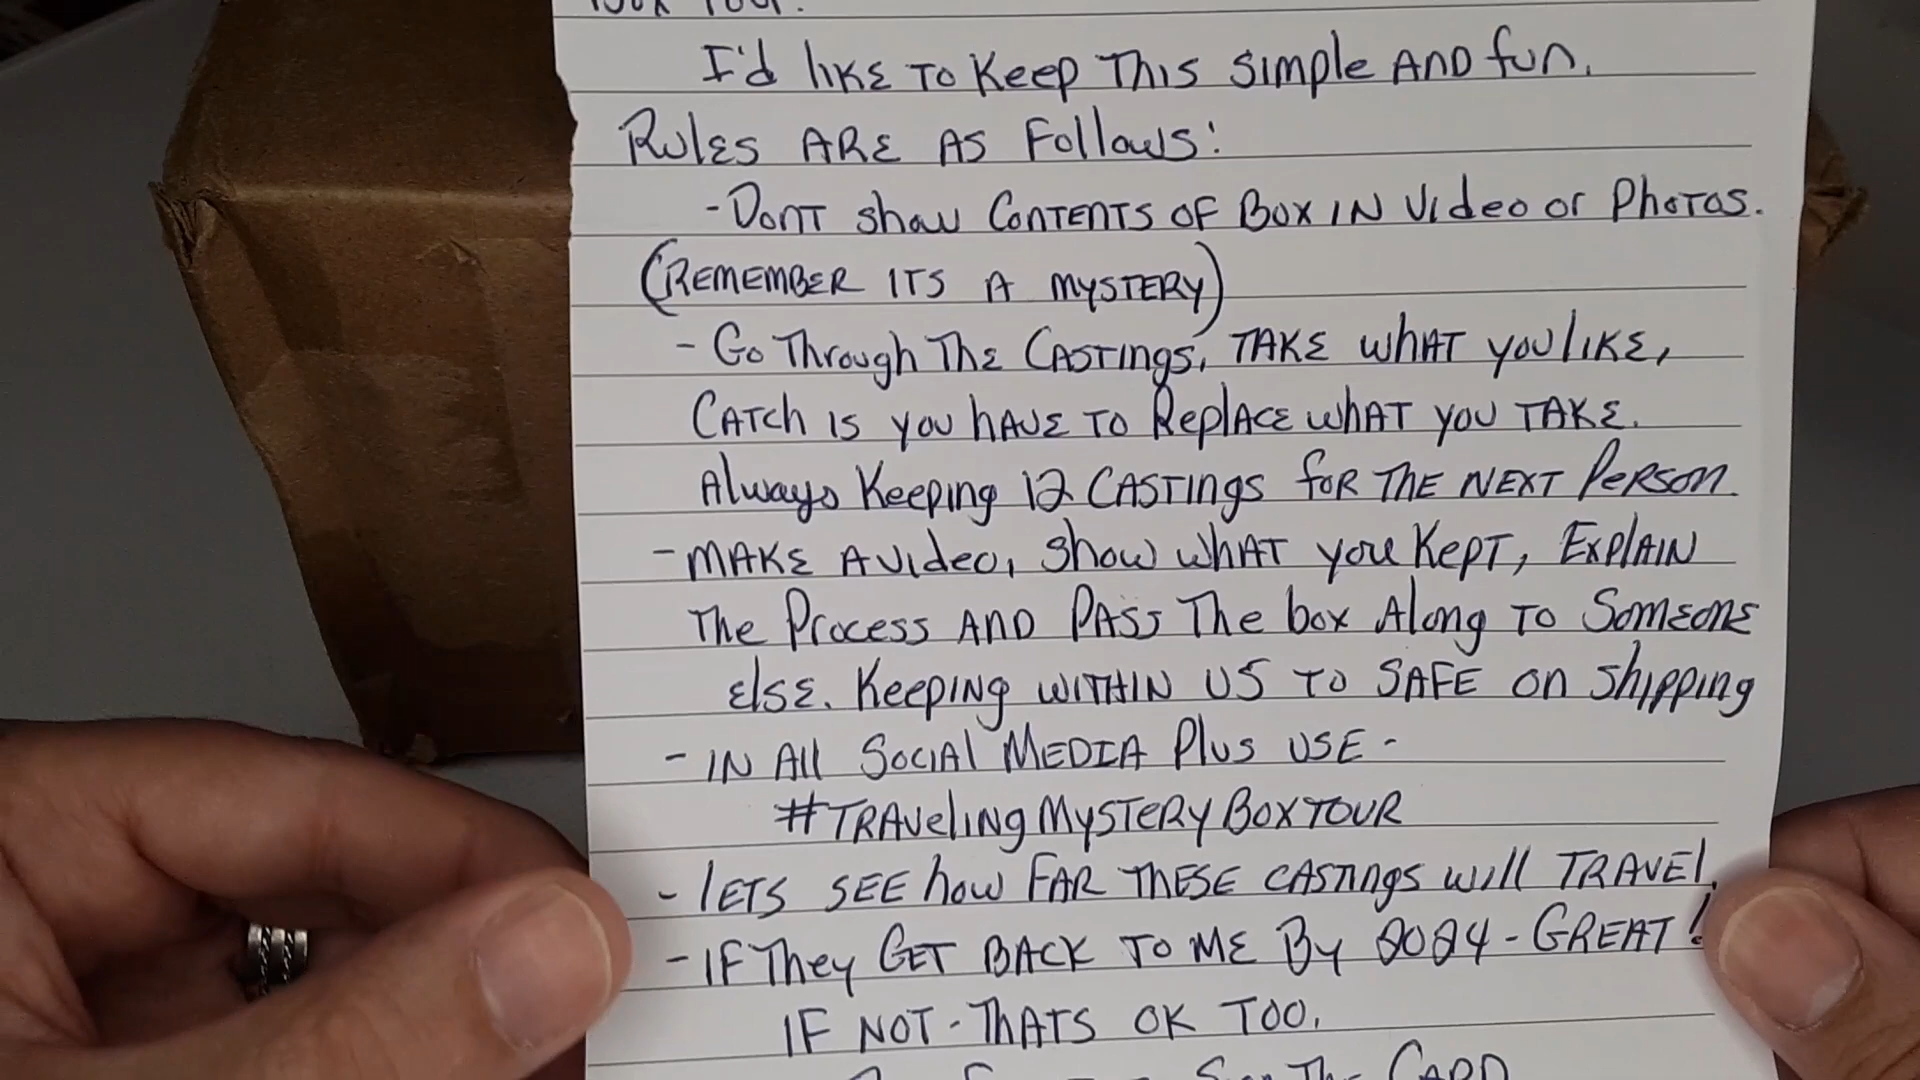 Box Tour.
I'd like to Keep This simple AND fun.
Rules ARE AS Follows:
-Dont show Contents of Box in Video or Photos.
(REMEMBER ITS A MYSTERY)
- Go Through The Castings, TAKE what you like,
Catch is you have to Replace what you TAKE.
Always Keeping 12 CASTINGS for THE NEXT Person.
-MAKE A Video, show what you Kept, Explain
The Process AND PASS The box Along to Someone
else. Keeping WITHIN US TO SAFE on shipping
- IN All Social MEDIA Plus USE -
#TRAVelingMYSTERYBOXTOUR
- lETS SEE how FAR THESE CASTINGS will TRAVEl.
- IF They GET BACK TO ME By 2024 - GREAT!
IF NOT - THATS OK TOO.
The CARD